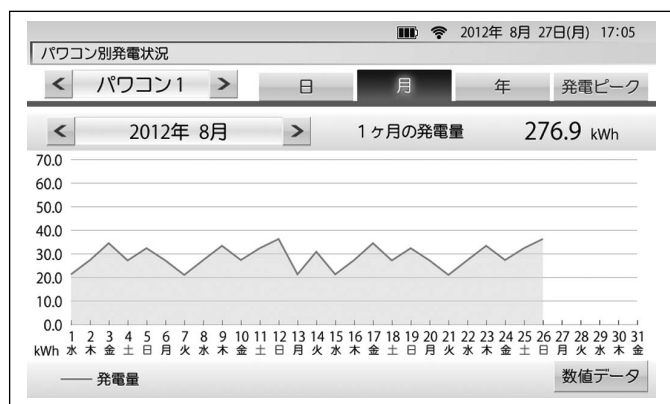 2012年 8月 27日(月) 17:05
パワコン別発電状況
< パワコン1 > 日 月 年 発電ピーク
< 2012年 8月 > 1ヶ月の発電量 276.9 kWh
70.0
60.0
50.0
40.0
30.0
20.0
10.0
0.0
1 2 3 4 5 6 7 8 9 10 11 12 13 14 15 16 17 18 19 20 21 22 23 24 25 26 27 28 29 30 31
kWh 水 木 金 土 日 月 火 水 木 金 土 日 月 火 水 木 金 土 日 月 火 水 木 金 土 日 月 火 水 木 金
発電量 数値データ